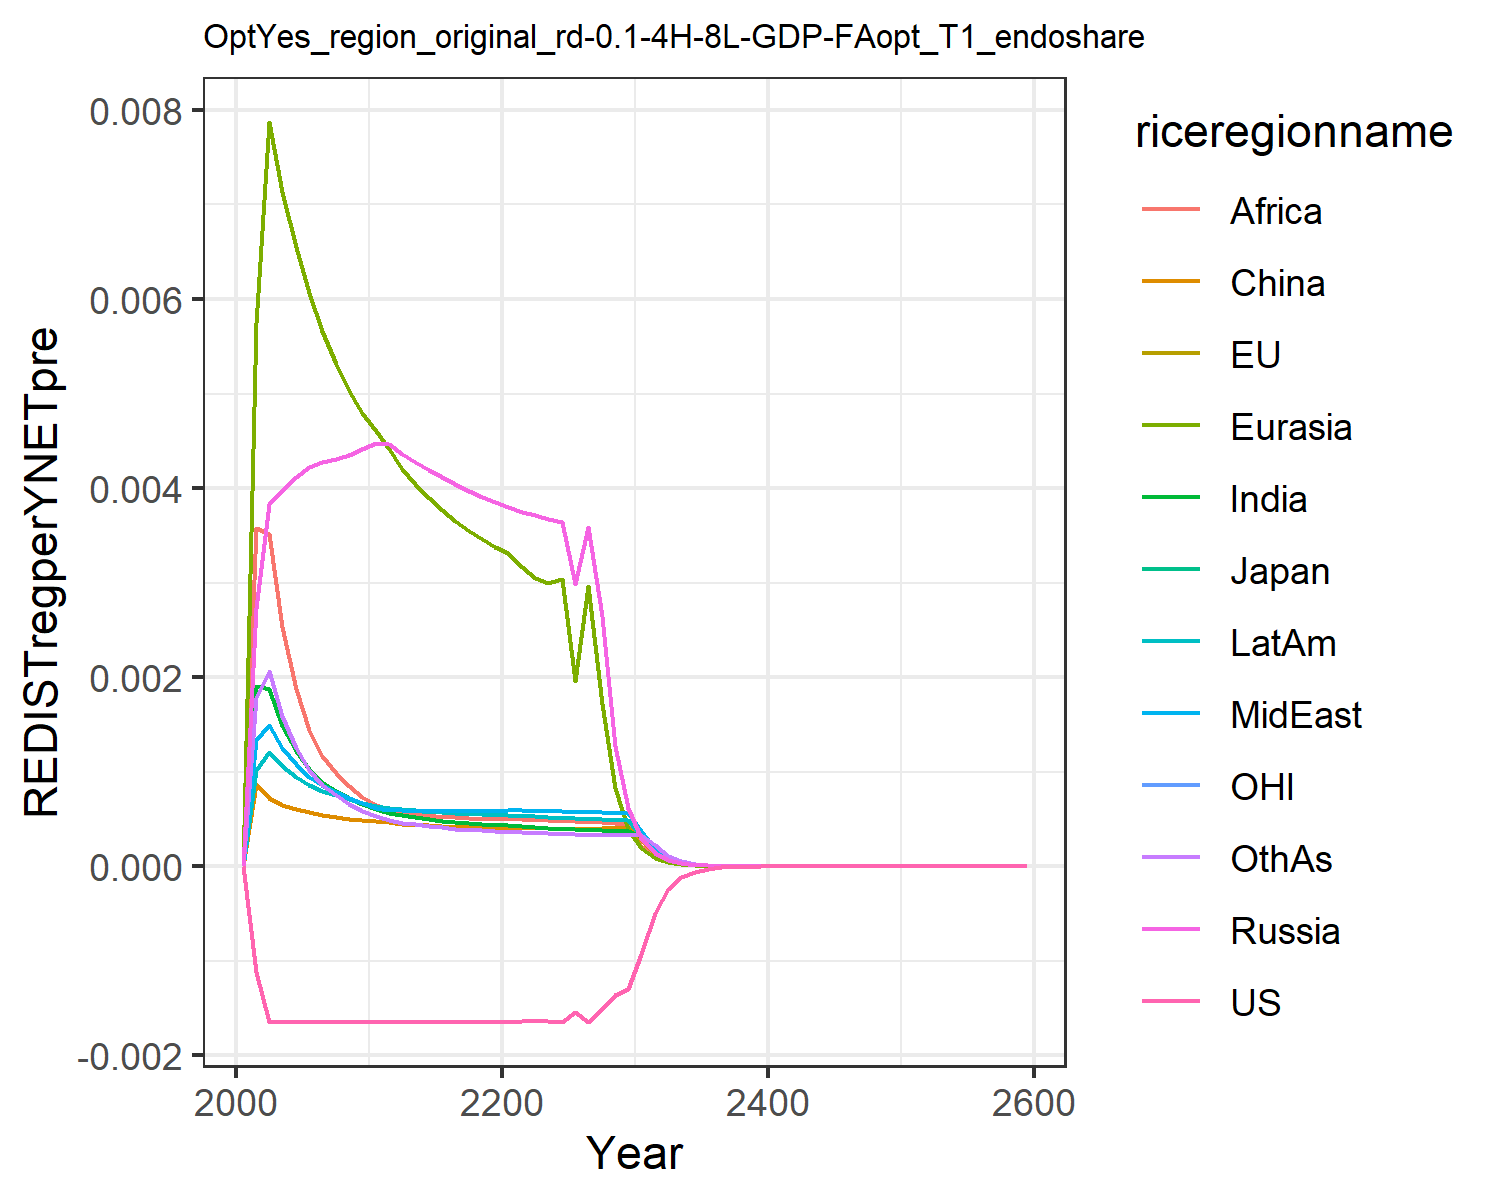 OptYes_region_original_rd-0.1-4H-8L-GDP-FAopt_T1_endoshare
REDISTregperYNETpre
0.008
0.006
0.004
0.002
0.000
-0.002
2000 2200 2400 2600
Year
riceregionname
Africa
China
EU
Eurasia
India
Japan
LatAm
MidEast
OHI
OthAs
Russia
US